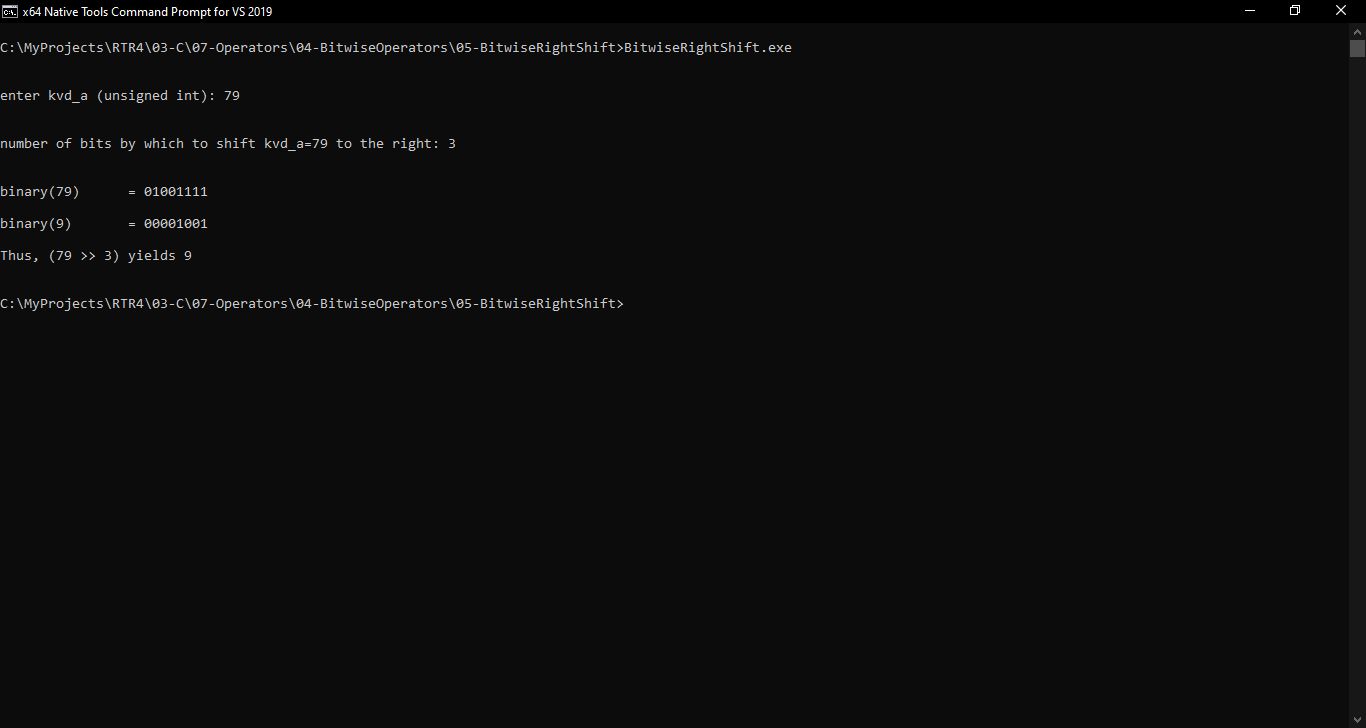 x64 Native Tools Command Prompt for VS 2019
C:\MyProjects\RTR4\03-C\07-Operators\04-BitwiseOperators\05-BitwiseRightShift>BitwiseRightShift.exe
enter kvd_a (unsigned int): 79
number of bits by which to shift kvd_a=79 to the right: 3
binary(79)      = 01001111
binary(9)       = 00001001
Thus, (79 >> 3) yields 9
C:\MyProjects\RTR4\03-C\07-Operators\04-BitwiseOperators\05-BitwiseRightShift>